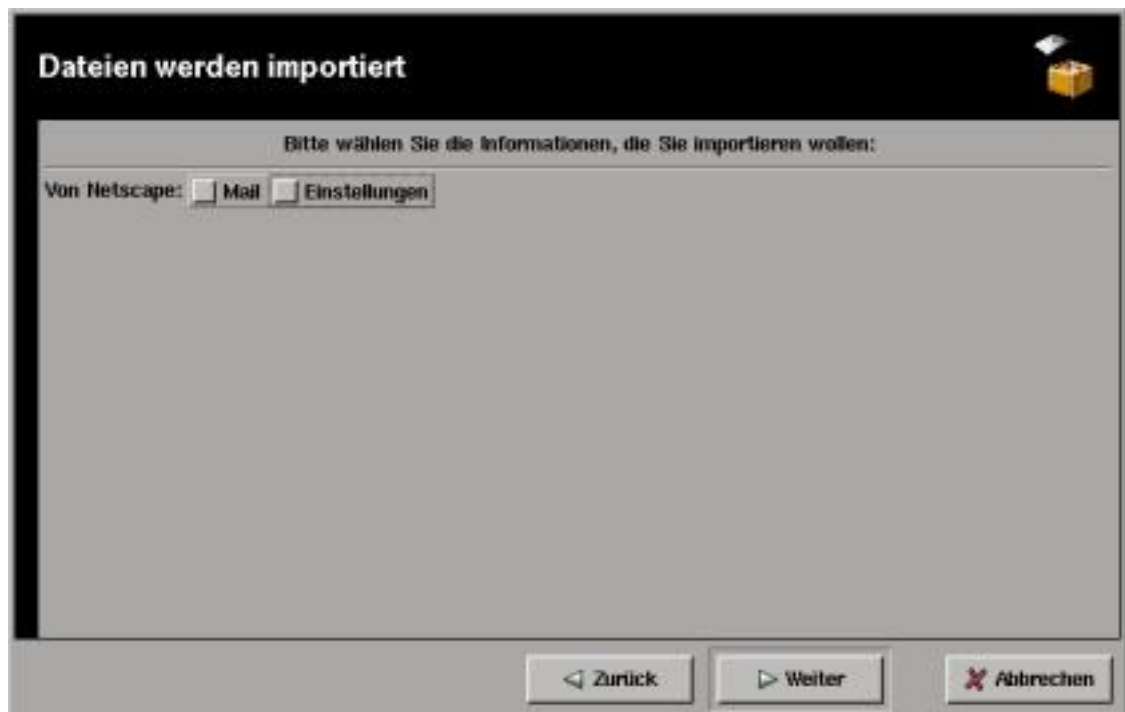 Dateien werden importiert
Bitte wählen Sie die Informationen, die Sie importieren wollen:
Von Netscape: Mail Einstellungen
Zurück Weiter Abbrechen